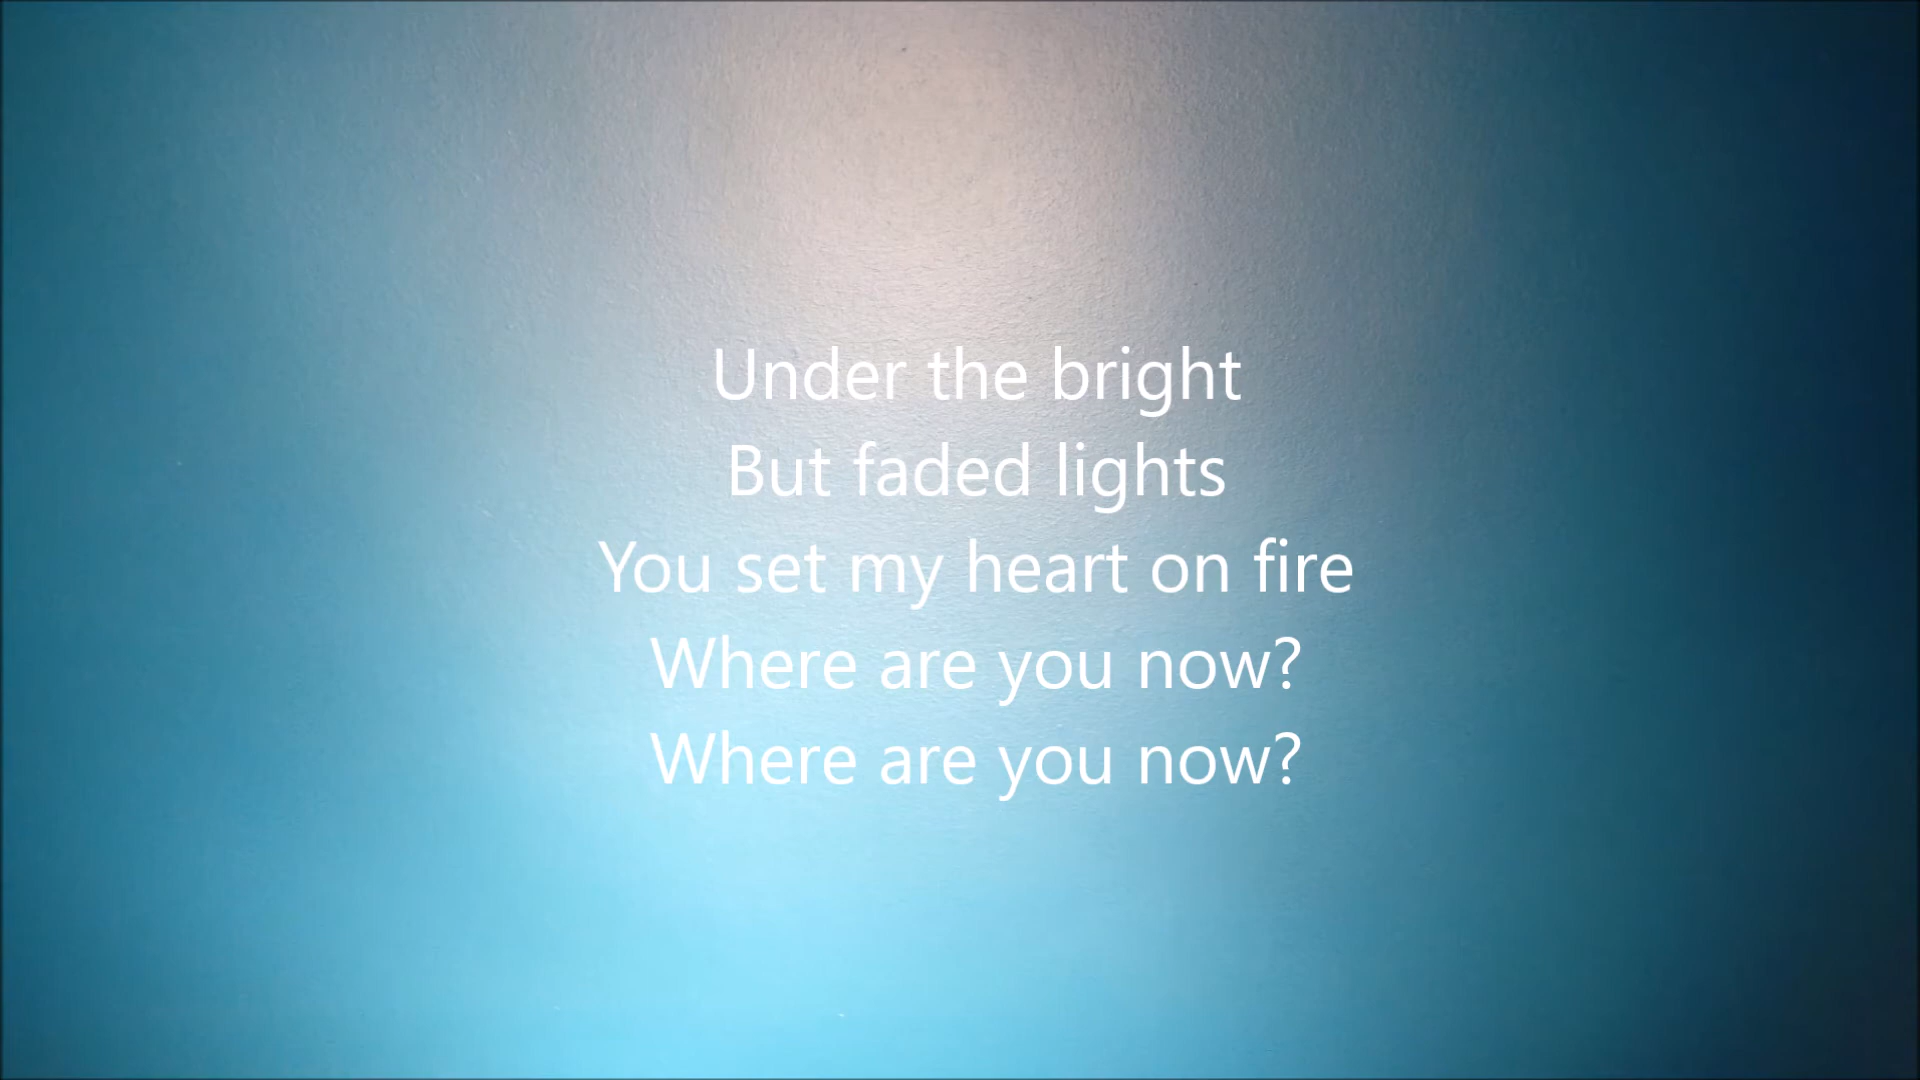 Under the bright
But faded lights
You set my heart on fire
Where are you now?
Where are you now?